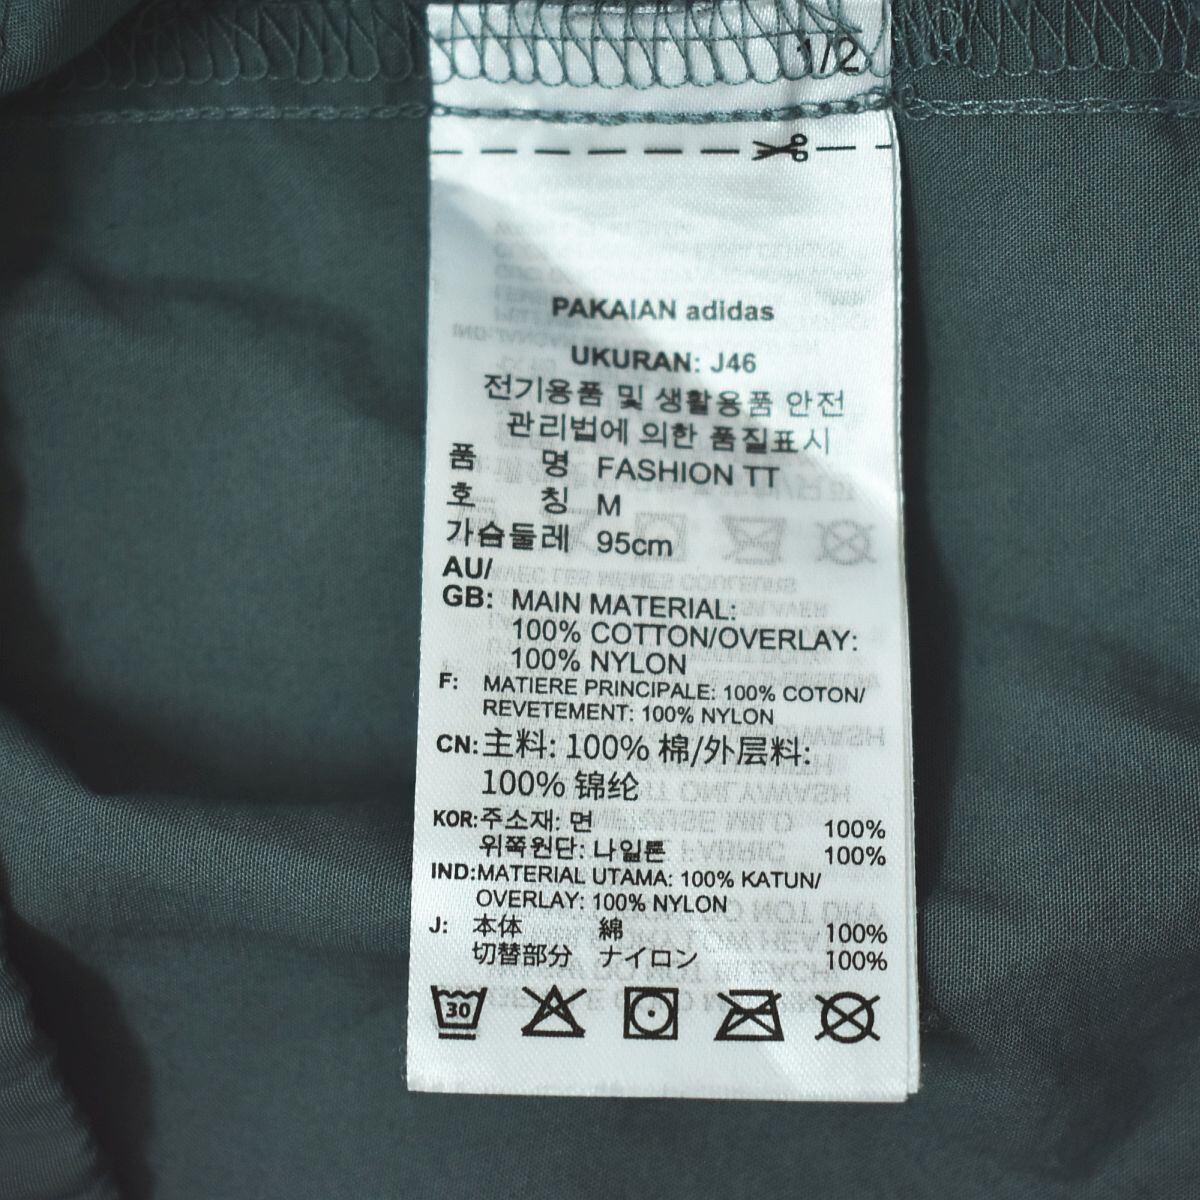 1/2
PAKAIAN adidas
UKURAN: J46
전기용품 및 생활용품 안전
관리법에 의한 품질표시
품 명 FASHION TT
호 칭 M
가슴둘레 95cm
AU/
GB: MAIN MATERIAL:
100% COTTON/OVERLAY:
100% NYLON
F: MATIERE PRINCIPALE: 100% COTON/
REVETEMENT: 100% NYLON
CN: 主料: 100% 棉/外层料:
100% 锦纶
KOR: 주소재: 면 100%
위쪽원단: 나일론 100%
IND: MATERIAL UTAMA: 100% KATUN/
OVERLAY: 100% NYLON
J: 本体 綿 100%
切替部分 ナイロン 100%
30